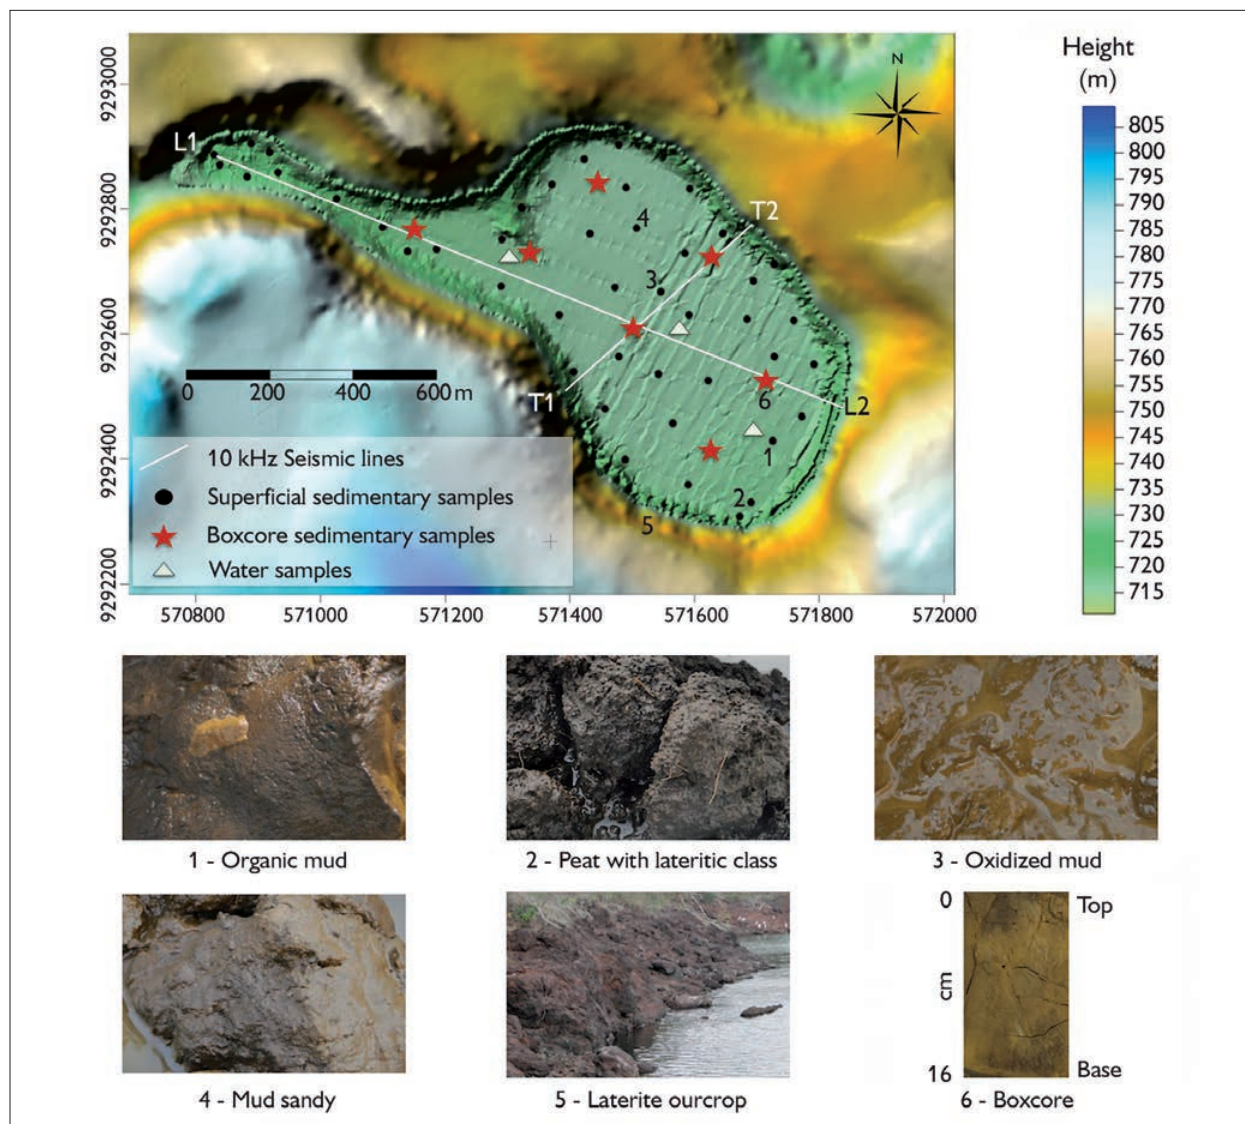 Height
(m)
N
9293000
9292800
9292600
9292400
9292200
L1
T2
4
3
T1
6
L2
1
2
5
0 200 400 600 m
10 kHz Seismic lines
Superficial sedimentary samples
Boxcore sedimentary samples
Water samples
570800 571000 571200 571400 571600 571800 572000
805
800
795
790
785
780
775
770
765
760
755
750
745
740
735
730
725
720
715
1 - Organic mud
2 - Peat with lateritic class
3 - Oxidized mud
4 - Mud sandy
5 - Laterite ourcrop
0
Top
cm
16
Base
6 - Boxcore